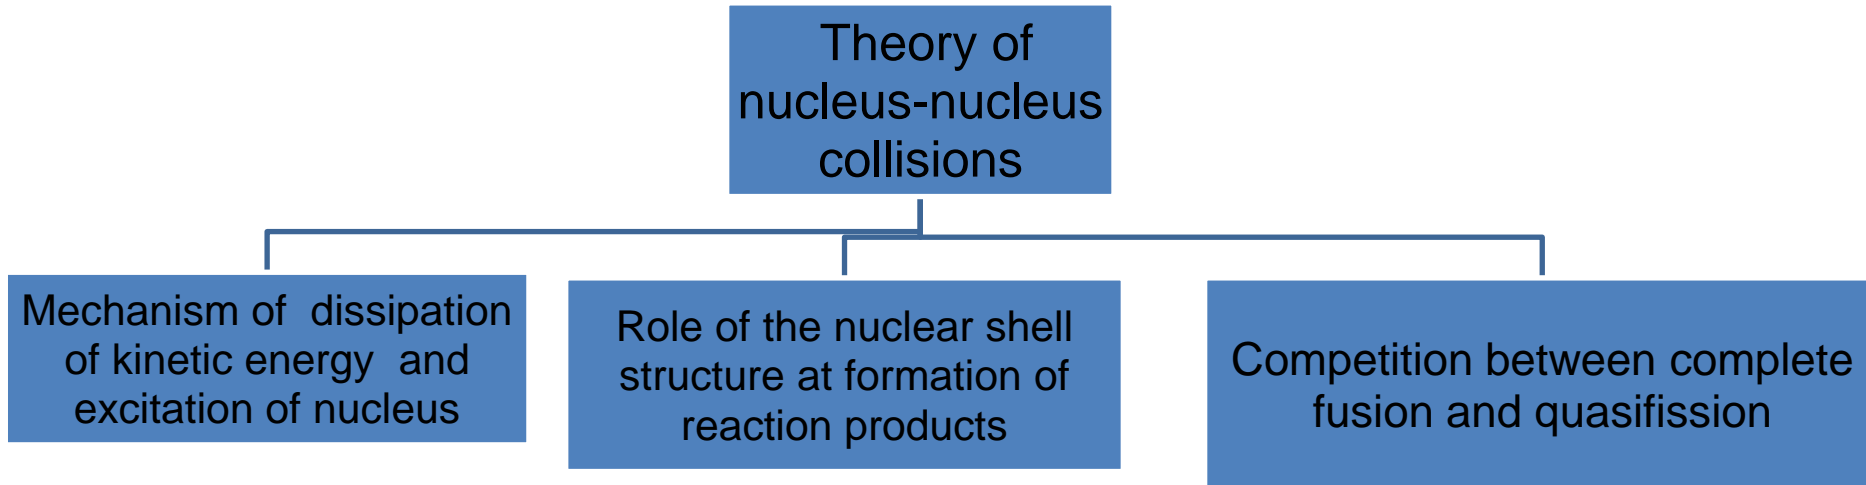 Theory of
nucleus-nucleus
collisions
Mechanism of  dissipation
of kinetic energy  and
excitation of nucleus
Role of the nuclear shell
structure at formation of
reaction products
Competition between complete
fusion and quasifission